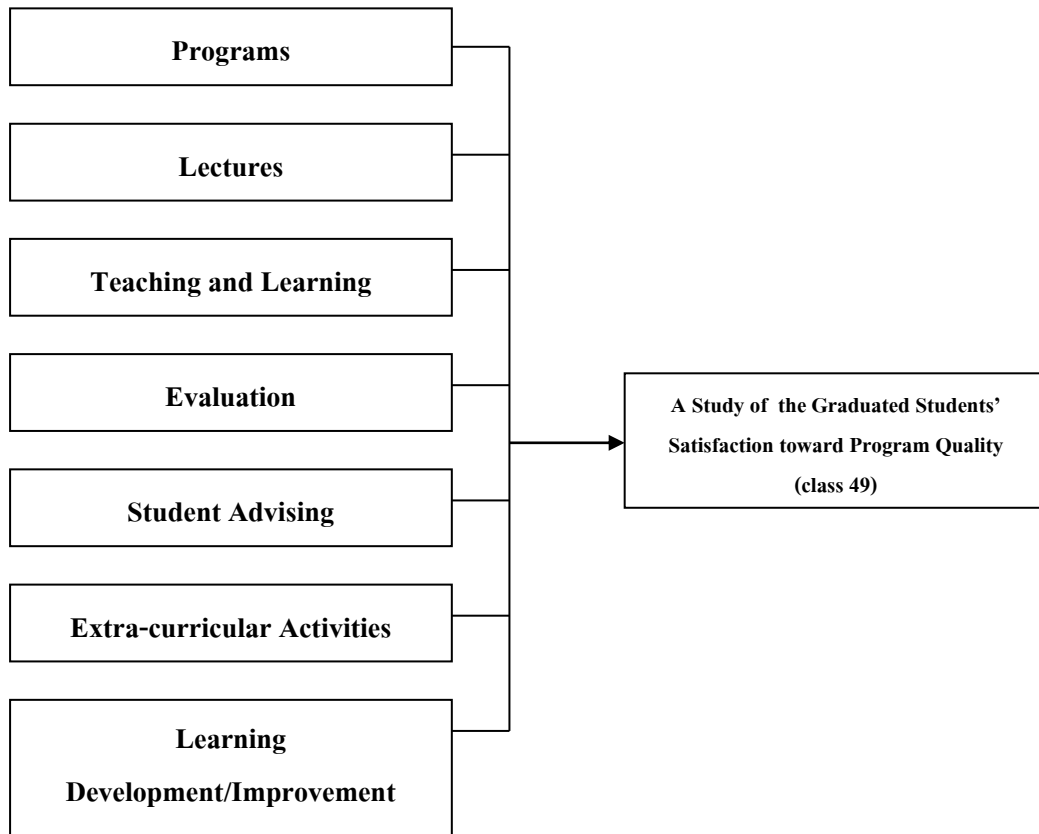 Programs
Lectures
Teaching and Learning
Evaluation
Student Advising
Extra-curricular Activities
Learning
Development/Improvement
A Study of the Graduated Students’
Satisfaction toward Program Quality
(class 49)